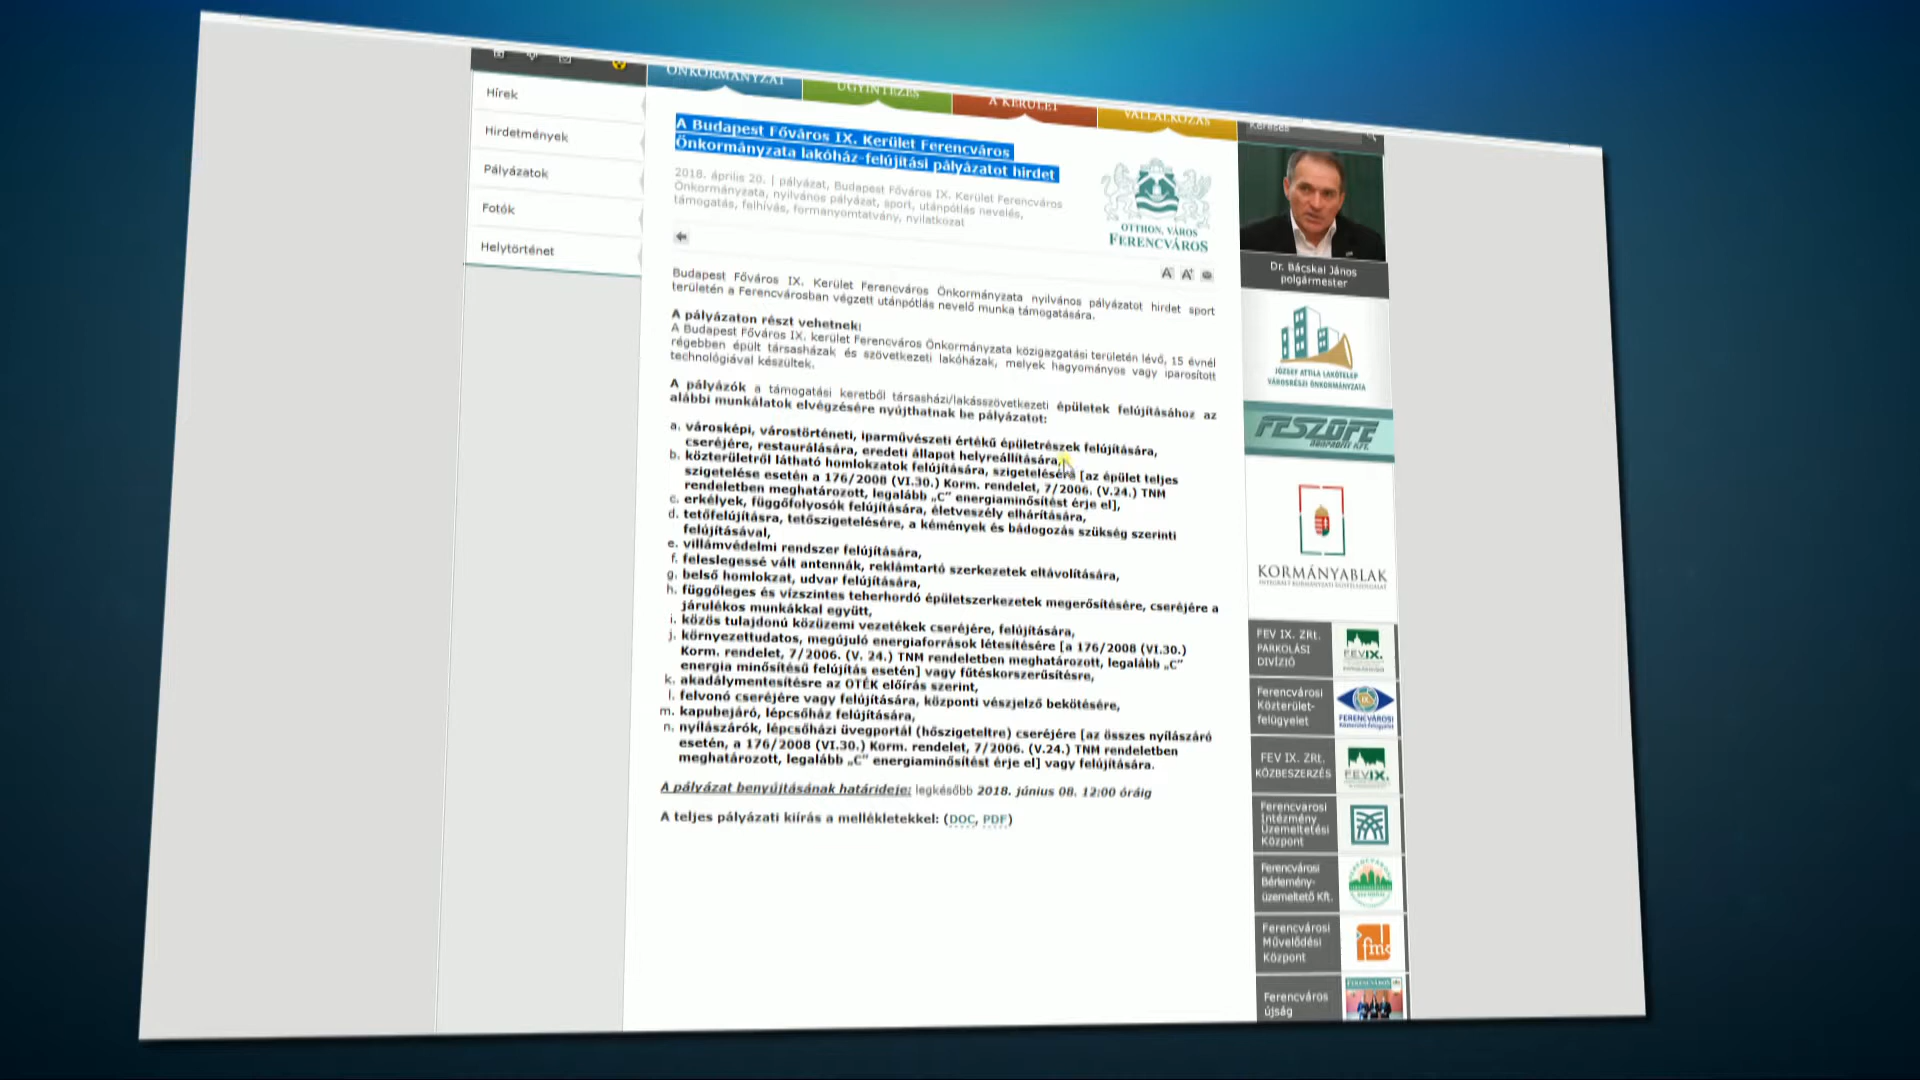 ÖNKORMÁNYZAT
ÜGYINTÉZÉS
A KERÜLET
VÁLLALKOZÁS
Keresés
Hírek
Hirdetmények
Pályázatok
Fotók
Helytörténet
A Budapest Főváros IX. Kerület Ferencváros
Önkormányzata lakóház-felújítási pályázatot hirdet
2018. április 20. | pályázat, Budapest Főváros IX. Kerület Ferencváros
Önkormányzata, nyilvános pályázat, sport, utánpótlás nevelés,
támogatás, felhívás, formanyomtatvány, nyilatkozat
OTTHON, VÁROS
FERENCVÁROS
Budapest Főváros IX. Kerület Ferencváros Önkormányzata nyilvános pályázatot hirdet sport
területén a Ferencvárosban végzett utánpótlás nevelő munka támogatására.
A pályázaton részt vehetnek:
A Budapest Főváros IX. kerület Ferencváros Önkormányzata közigazgatási területén lévő, 15 évnél
régebben épült társasházak és szövetkezeti lakóházak, melyek hagyományos vagy iparosított
technológiával készültek.
A pályázók a támogatási keretből társasházi/lakásszövetkezeti épületek felújításához az
alábbi munkálatok elvégzésére nyújthatnak be pályázatot:
a. városképi, várostörténeti, iparművészeti értékű épületrészek felújítására,
cseréjére, restaurálására, eredeti állapot helyreállítására,
b. közterületről látható homlokzatok felújítására, szigetelésére [az épület teljes
szigetelése esetén a 176/2008 (VI.30.) Korm. rendelet, 7/2006. (V.24.) TNM
rendeletben meghatározott, legalább „C” energiaminősítést érje el],
c. erkélyek, függőfolyosók felújítására, életveszély elhárítására,
d. tetőfelújításra, tetőszigetelésére, a kémények és bádogozás szükség szerinti
felújításával,
e. villámvédelmi rendszer felújítására,
f. feleslegessé vált antennák, reklámtartó szerkezetek eltávolítására,
g. belső homlokzat, udvar felújítására,
h. függőleges és vízszintes teherhordó épületszerkezetek megerősítésére, cseréjére a
járulékos munkákkal együtt,
i. közös tulajdonú közüzemi vezetékek cseréjére, felújítására,
j. környezettudatos, megújuló energiaforrások létesítésére [a 176/2008 (VI.30.)
Korm. rendelet, 7/2006. (V. 24.) TNM rendeletben meghatározott, legalább „C”
energia minősítésű felújítás esetén] vagy fűtéskorszerűsítésre,
k. akadálymentesítésre az OTÉK előírás szerint,
l. felvonó cseréjére vagy felújítására, központi vészjelző bekötésére,
m. kapubejáró, lépcsőház felújítására,
n. nyílászárók, lépcsőházi üvegportál (hőszigeteltre) cseréjére [az összes nyílászáró
esetén, a 176/2008 (VI.30.) Korm. rendelet, 7/2006. (V.24.) TNM rendeletben
meghatározott, legalább „C” energiaminősítést érje el] vagy felújítására.
A pályázat benyújtásának határideje: legkésőbb 2018. június 08. 12:00 óráig
A teljes pályázati kiírás a mellékletekkel: (DOC, PDF)
Dr. Bácskai János
polgármester
JÓZSEF ATTILA LAKÓTELEP
VÁROSRÉSZI ÖNKORMÁNYZATA
FESZOFE
NONPROFIT KFT.
KORMÁNYABLAK
FEV IX. ZRt.
PARKOLÁSI
DIVÍZIÓ
FEVIX.
Ferencvárosi
Közterület-
felügyelet
FERENCVÁROSI
FEV IX. ZRt.
KÖZBESZERZÉS
FEVIX.
Ferencvarosi
Intézmény
Üzemeltetési
Központ
Ferencvárosi
Bérlemény-
üzemeltető Kft.
Ferencvárosi
Művelődési
Központ
fmc
Ferencváros
újság